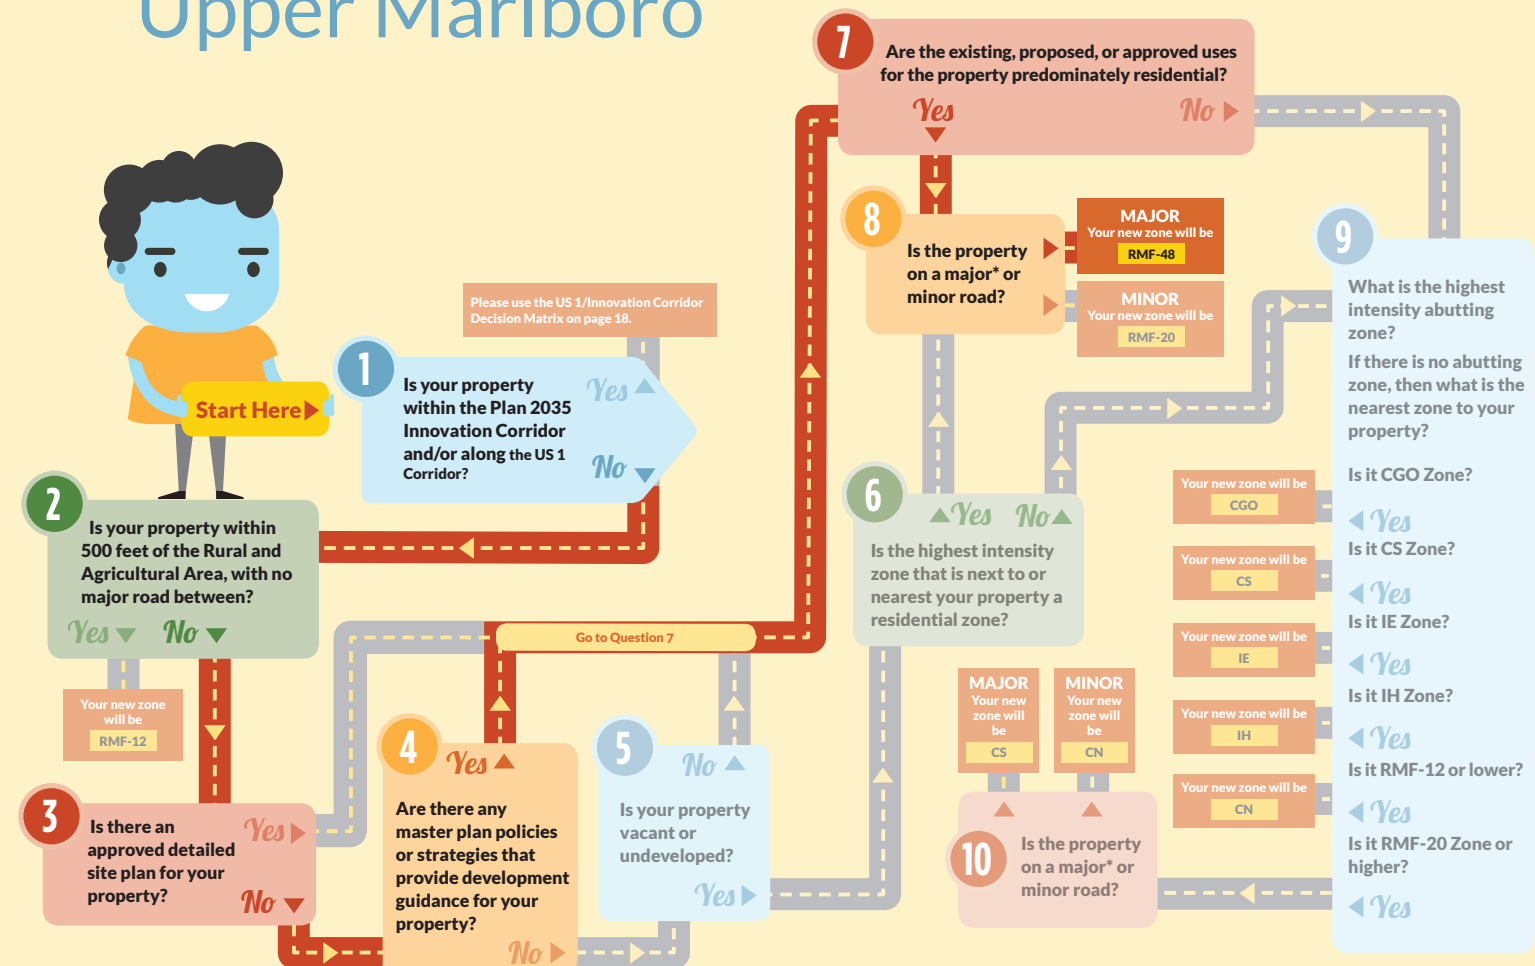 Upper Marlboro
Start Here
1
Is your property
within the Plan 2035
Innovation Corridor
and/or along the US 1
Corridor?
Yes
No
Please use the US 1/Innovation Corridor
Decision Matrix on page 18.
2
Is your property within
500 feet of the Rural and
Agricultural Area, with no
major road between?
Yes
No
Your new zone
will be
RMF-12
3
Is there an
approved detailed
site plan for your
property?
Yes
No
Go to Question 7
4
Yes
Are there any
master plan policies
or strategies that
provide development
guidance for your
property?
No
5
No
Is your property
vacant or
undeveloped?
Yes
6
Yes
No
Is the highest intensity
zone that is next to or
nearest your property a
residential zone?
7
Are the existing, proposed, or approved uses
for the property predominately residential?
Yes
No
8
Is the property
on a major* or
minor road?
MAJOR
Your new zone will be
RMF-48
MINOR
Your new zone will be
RMF-20
9
What is the highest
intensity abutting
zone?
If there is no abutting
zone, then what is the
nearest zone to your
property?
Is it CGO Zone?
Yes
Your new zone will be
CGO
Is it CS Zone?
Yes
Your new zone will be
CS
Is it IE Zone?
Yes
Your new zone will be
IE
Is it IH Zone?
Yes
Your new zone will be
IH
Is it RMF-12 or lower?
Yes
Your new zone will be
CN
Is it RMF-20 Zone or
higher?
Yes
10
Is the property
on a major* or
minor road?
MAJOR
Your new
zone will
be
CS
MINOR
Your new
zone will
be
CN